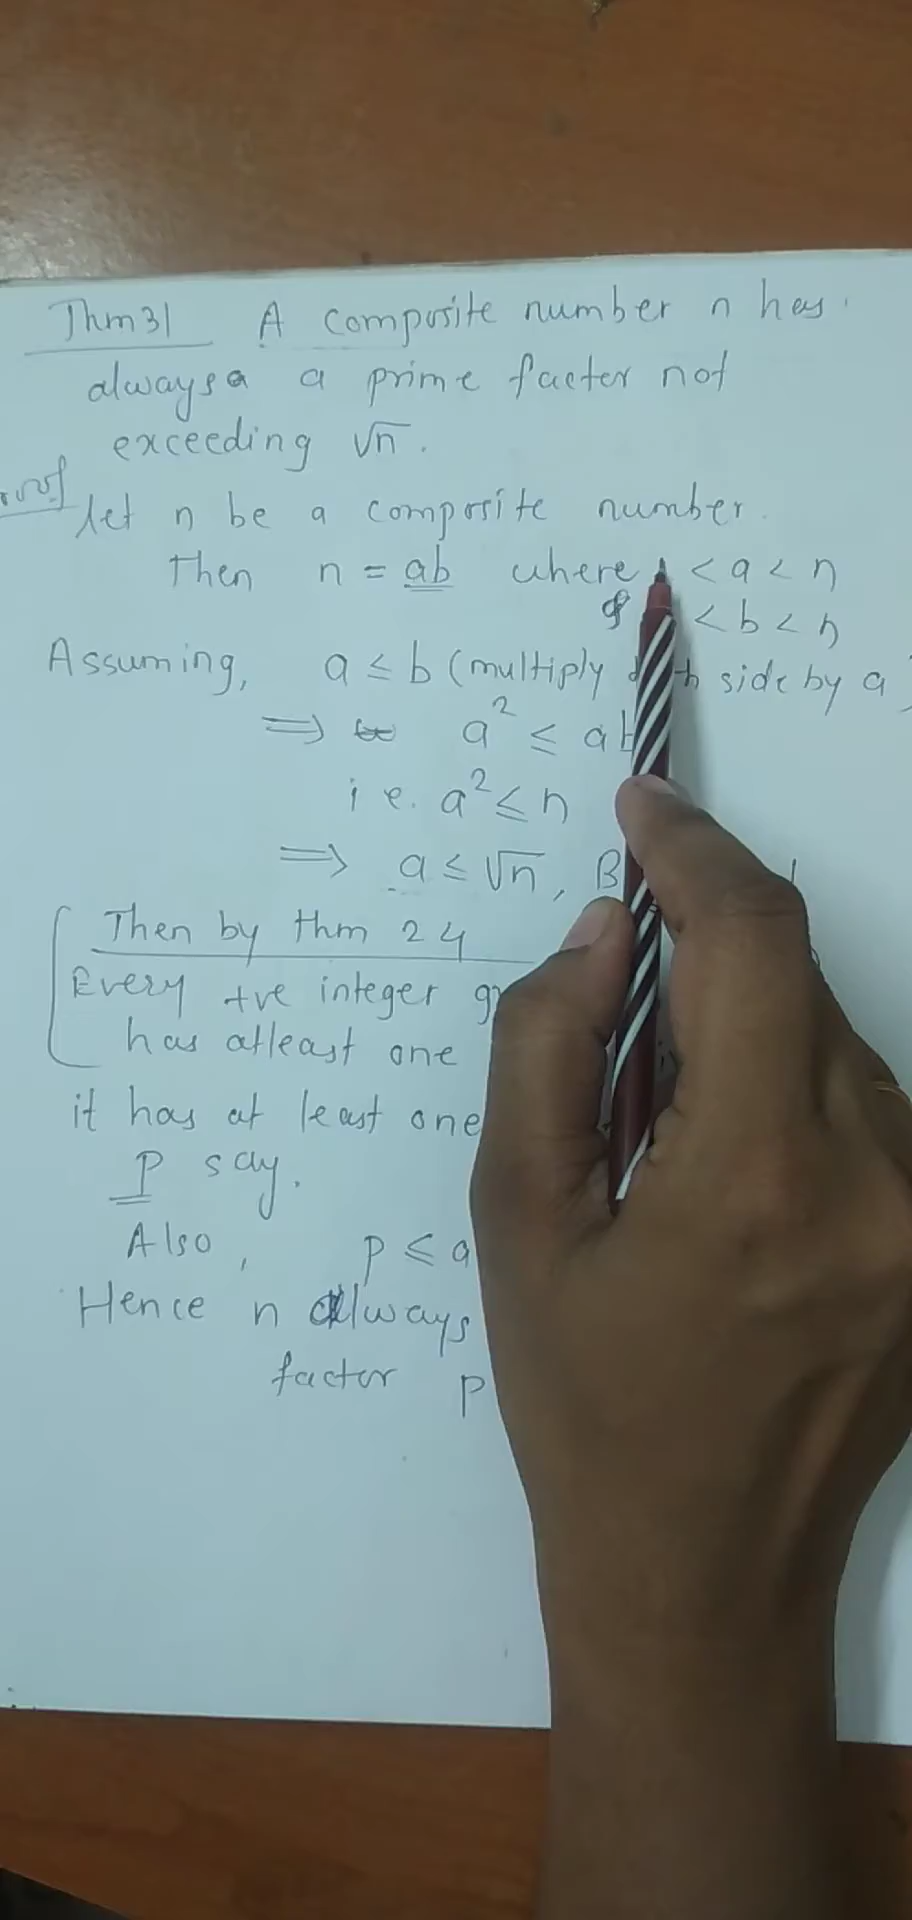 Thm 31 A composite number n has
always a a prime factor not
exceeding √n.
Proof
let n be a composite number.
Then n = ab where < a < n
& < b < n
Assuming, a ≤ b (multiply side by a)
⇒ a² ≤ ab
i e. a² ≤ n
⇒ a ≤ √n,
Then by thm 24
Every +ve integer
has atleast one
it has at least one
P say.
Also, p ≤ a
Hence n always
factor p